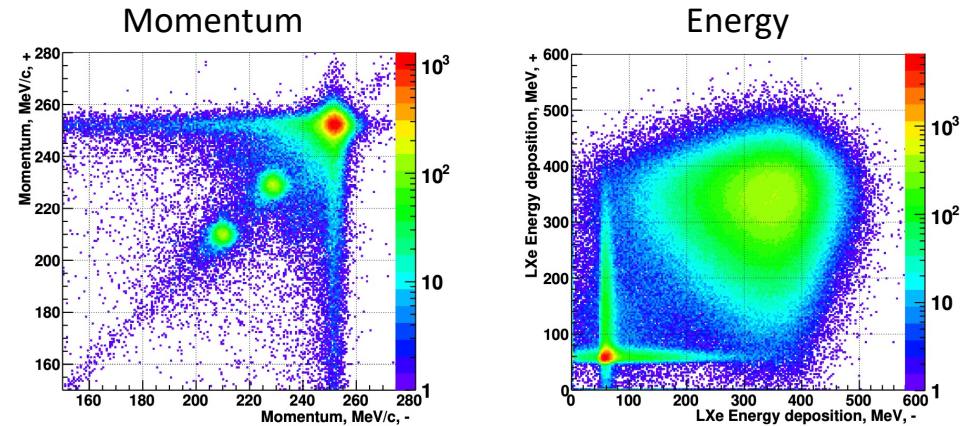 Momentum
Energy
Momentum, MeV/c, +
280
260
240
220
200
180
160
160 180 200 220 240 260 280
Momentum, MeV/c, -
10³
10²
10
1
LXe Energy deposition, MeV, +
600
500
400
300
200
100
0
0 100 200 300 400 500 600
LXe Energy deposition, MeV, -
10³
10²
10
1